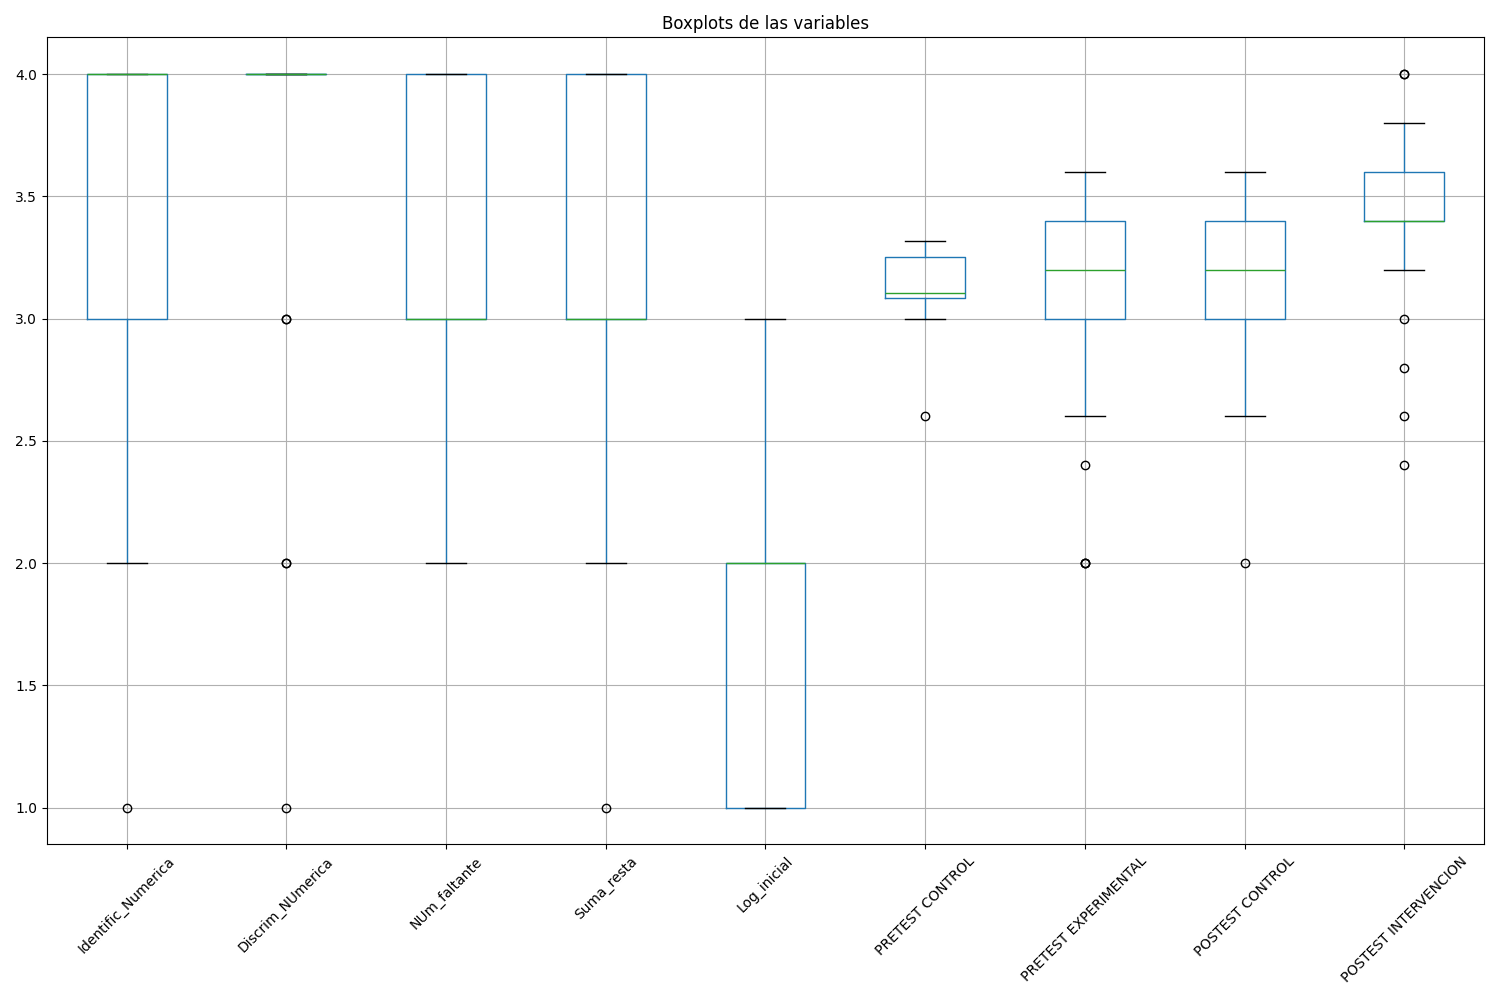 Boxplots de las variables
4.0
3.5
3.0
2.5
2.0
1.5
1.0
Identific_Numerica
Discrim_NUmerica
NUm_faltante
Suma_resta
Log_inicial
PRETEST CONTROL
PRETEST EXPERIMENTAL
POSTEST CONTROL
POSTEST INTERVENCION